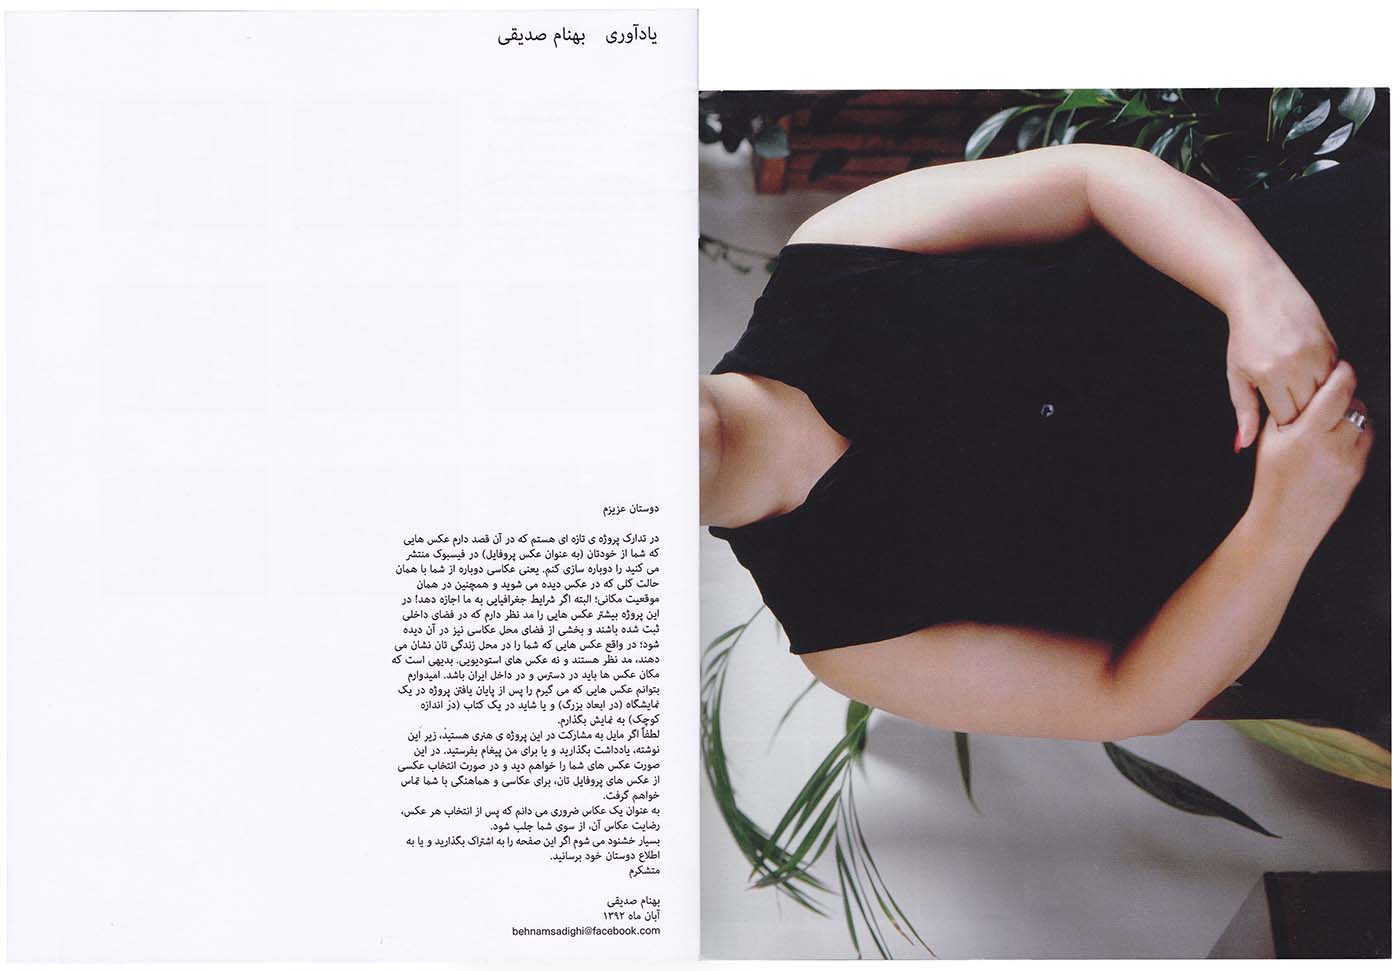 یادآوری   بهنام صدیقی
دوستان عزیزم
در تدارک پروژه ی تازه ای هستم که در آن قصد دارم عکس هایی
که شما از خودتان (به عنوان عکس پروفایل) در فیسبوک منتشر
می کنید را دوباره سازی کنم. یعنی عکاسی دوباره از شما با همان
حالت کلی که در عکس دیده می شوید و همچنین در همان
موقعیت مکانی؛ البته اگر شرایط جغرافیایی به ما اجازه دهد! در
این پروژه بیشتر عکس هایی را مد نظر دارم که در فضای داخلی
ثبت شده باشند و بخشی از فضای محل عکاسی نیز در آن دیده
شود؛ در واقع عکس هایی که شما را در محل زندگی تان نشان می
دهند، مد نظر هستند و نه عکس های استودیویی. بدیهی است که
مکان عکس ها باید در دسترس و در داخل ایران باشد. امیدوارم
بتوانم عکس هایی که می گیرم را پس از پایان یافتن پروژه در یک
نمایشگاه (در ابعاد بزرگ) و یا شاید در یک کتاب (در اندازه
کوچک) به نمایش بگذارم.
لطفاً اگر مایل به مشارکت در این پروژه ی هنری هستید، زیر این
نوشته، یادداشت بگذارید و یا برای من پیغام بفرستید. در این
صورت عکس های شما را خواهم دید و در صورت انتخاب عکسی
از عکس های پروفایل تان، برای عکاسی و هماهنگی با شما تماس
خواهم گرفت.
به عنوان یک عکاس ضروری می دانم که پس از انتخاب هر عکس،
رضایت عکاس آن، از سوی شما جلب شود.
بسیار خشنود می شوم اگر این صفحه را به اشتراک بگذارید و یا به
اطلاع دوستان خود برسانید.
متشکرم
بهنام صدیقی
آبان ماه ۱۳۹۲
behnamsadighi@facebook.com